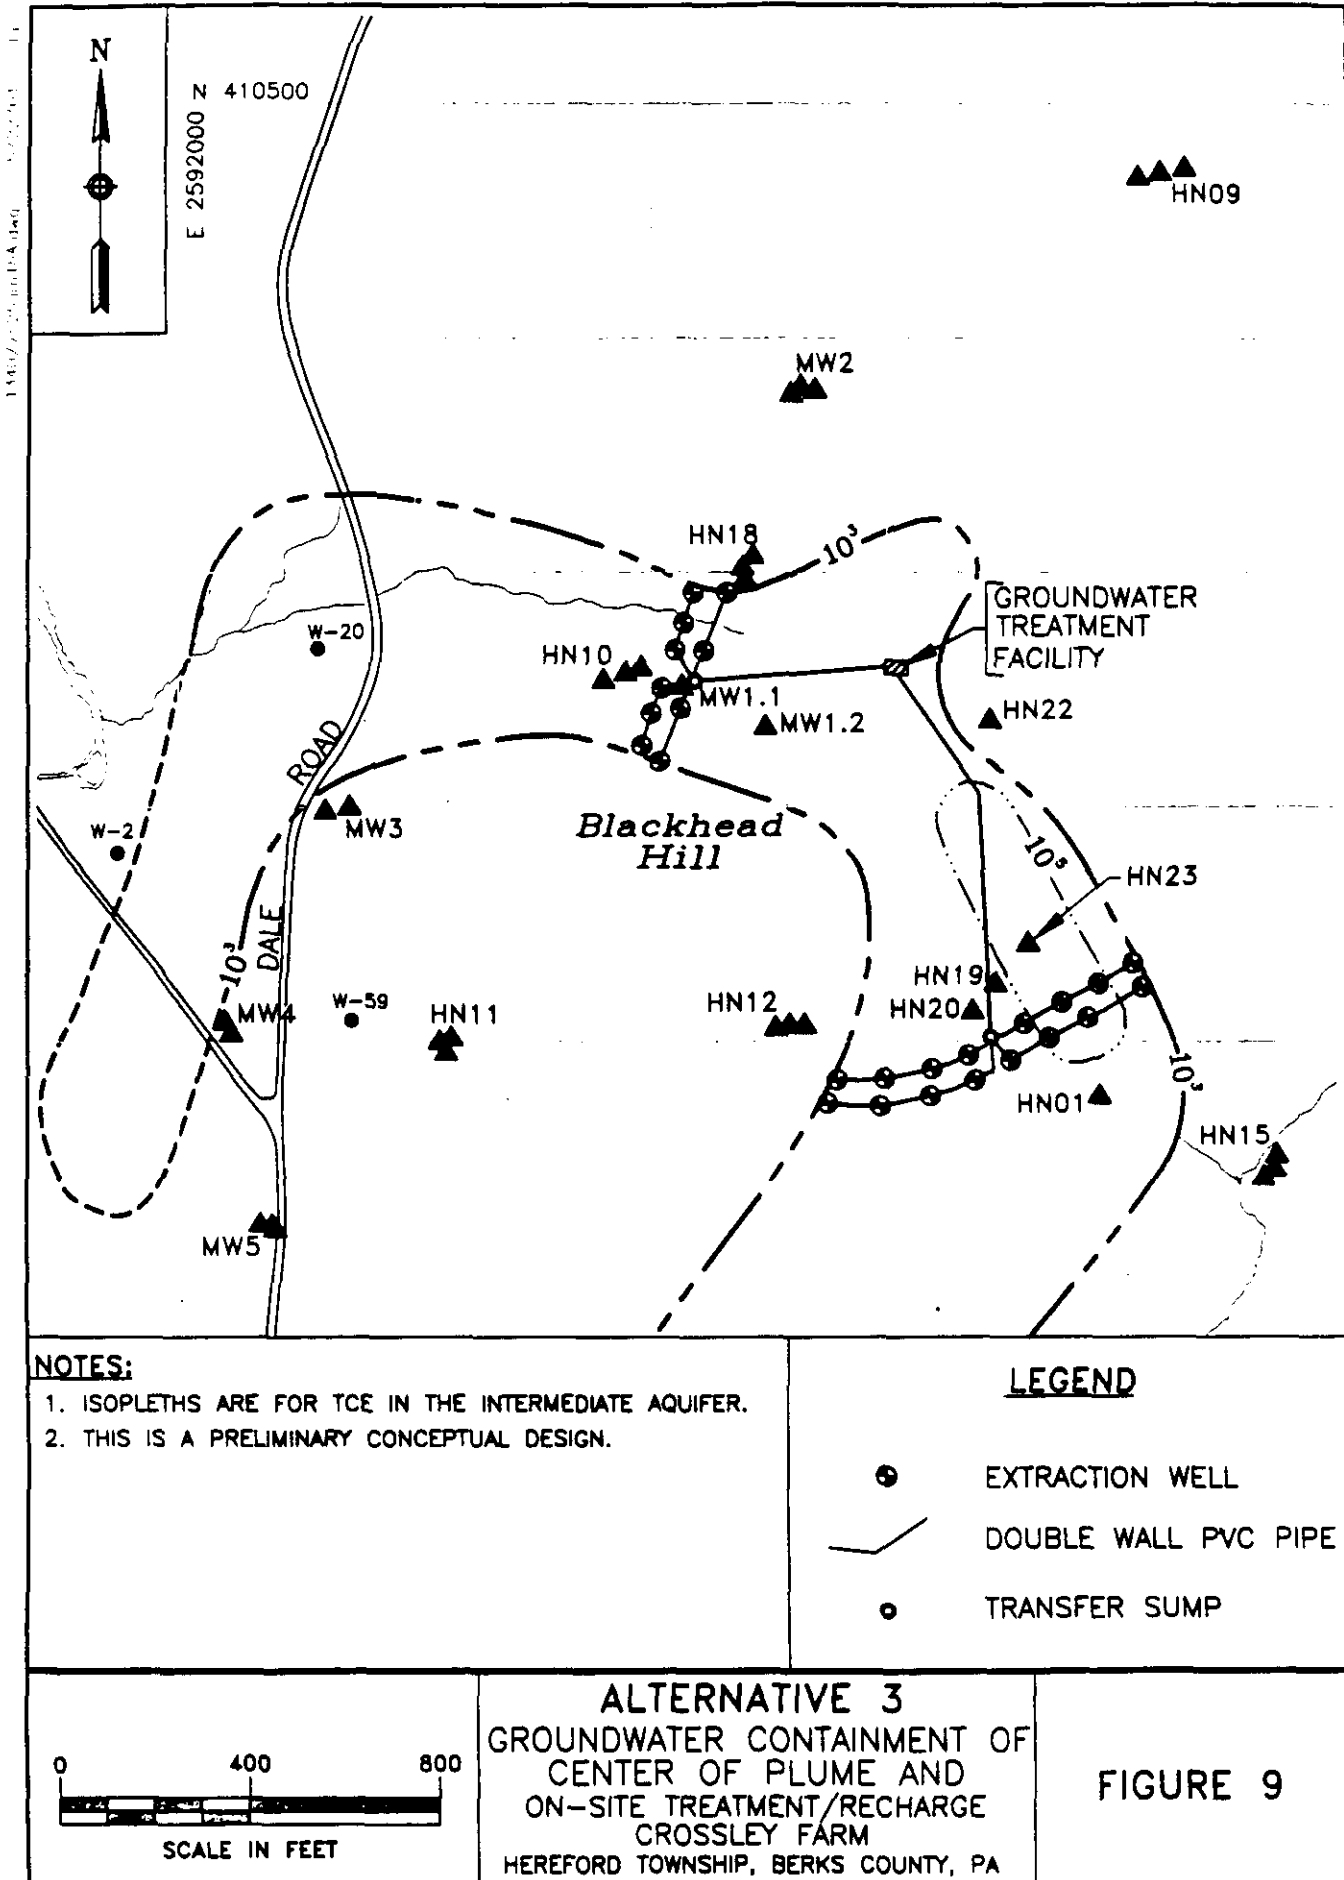 N
N 410500
E 2592000
HN09
MW2
HN18
10³
GROUNDWATER
TREATMENT
FACILITY
W-20
HN10
MW1.1
MW1.2
HN22
ROAD
MW3
W-2
Blackhead
Hill
10⁵
HN23
DALE
10³
MW4
W-59
HN11
HN12
HN19
HN20
HN01
10³
HN15
MW5
NOTES:
1. ISOPLETHS ARE FOR TCE IN THE INTERMEDIATE AQUIFER.
2. THIS IS A PRELIMINARY CONCEPTUAL DESIGN.
LEGEND
EXTRACTION WELL
DOUBLE WALL PVC PIPE
TRANSFER SUMP
0 400 800
SCALE IN FEET
ALTERNATIVE 3
GROUNDWATER CONTAINMENT OF
CENTER OF PLUME AND
ON-SITE TREATMENT/RECHARGE
CROSSLEY FARM
HEREFORD TOWNSHIP, BERKS COUNTY, PA
FIGURE 9